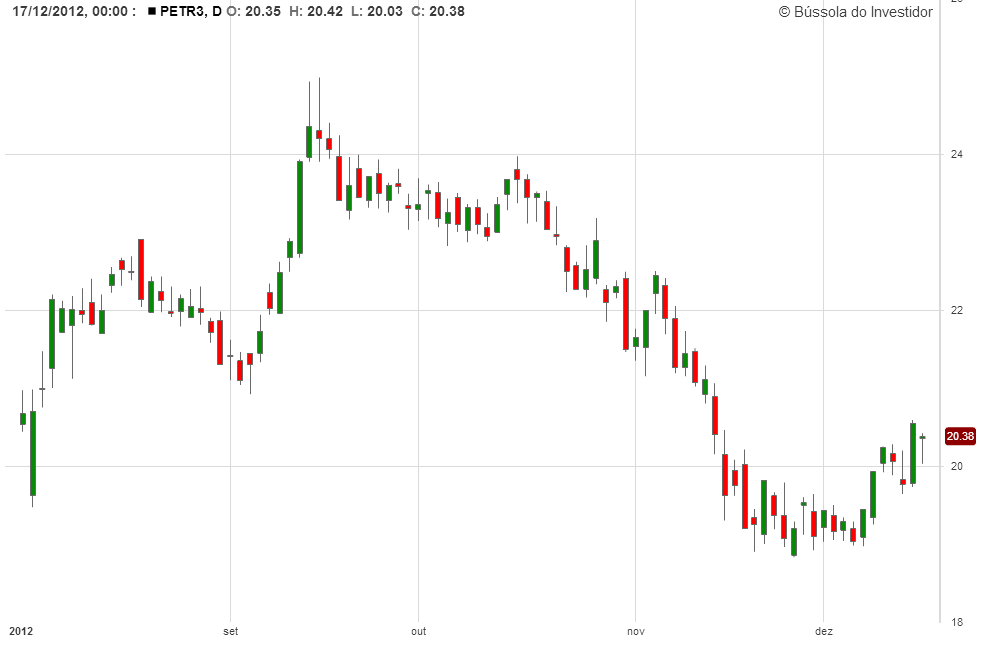 17/12/2012, 00:00 : ■ PETR3, D O: 20.35 H: 20.42 L: 20.03 C: 20.38
© Bússola do Investidor
24
22
20.38
20
18
2012 set out nov dez